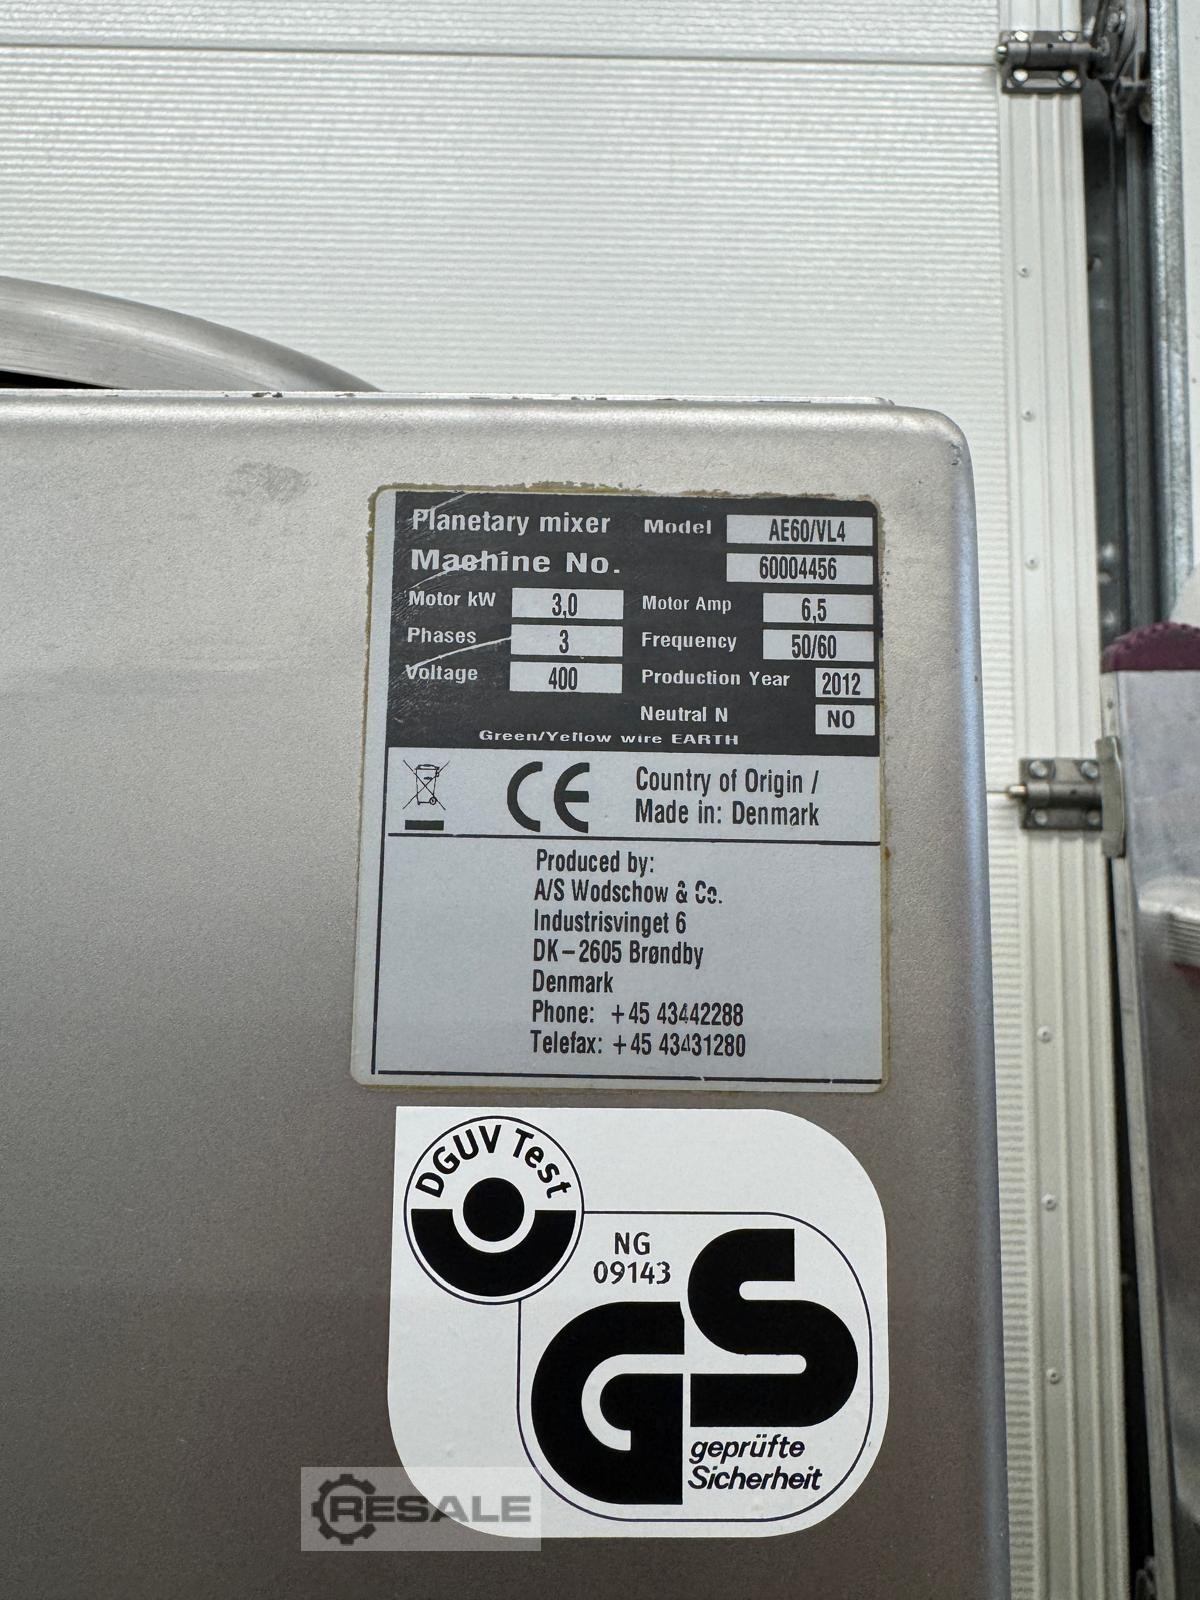 Planetary mixer Model AE60/VL4
Machine No. 60004456
Motor kW 3,0 Motor Amp 6,5
Phases 3 Frequency 50/60
Voltage 400 Production Year 2012
Neutral N NO
Green/Yellow wire EARTH
CE
Country of Origin /
Made in: Denmark
Produced by:
A/S Wodschow & Co.
Industrisvinget 6
DK-2605 Brøndby
Denmark
Phone: +45 43442288
Telefax: +45 43431280
DGUV Test
NG
09143
GS
geprüfte
Sicherheit
RESALE